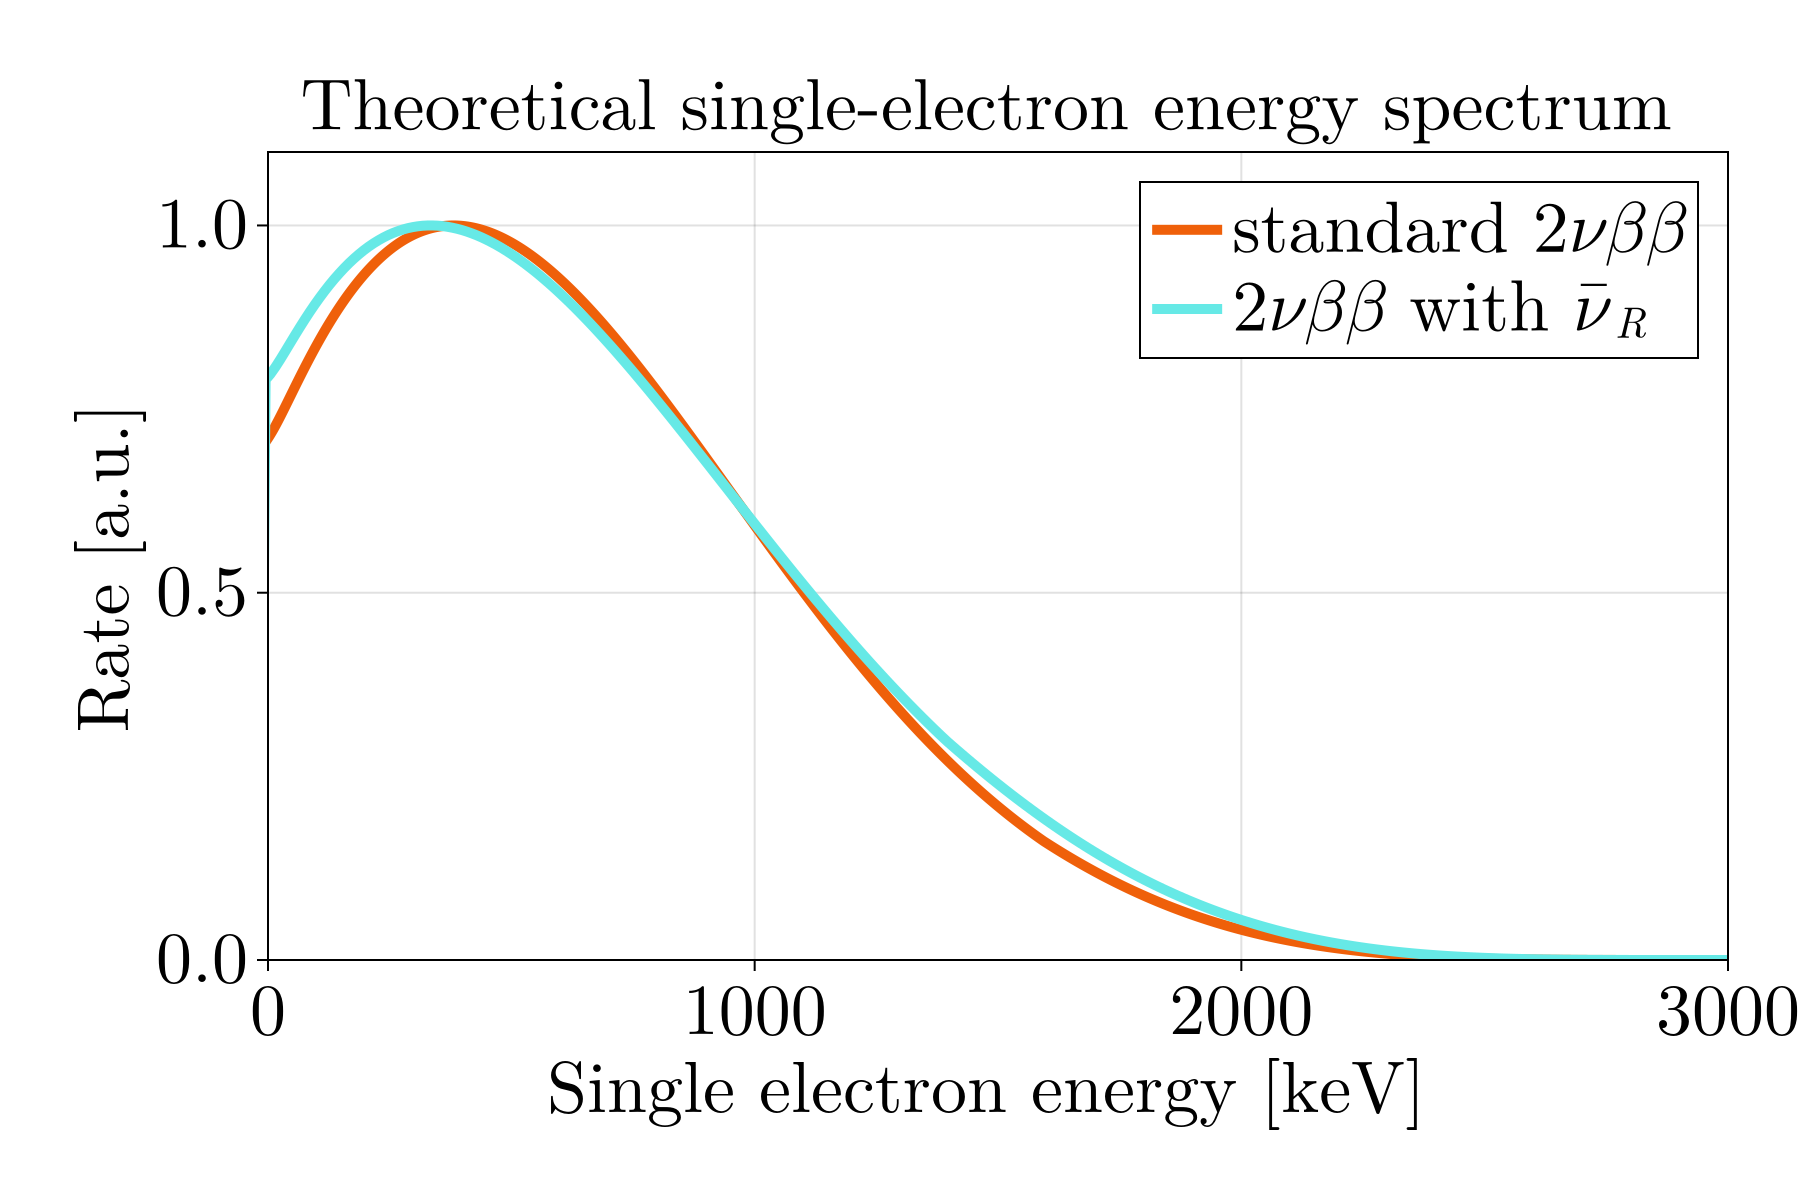 Theoretical single-electron energy spectrum
standard 2νββ
2νββ with ν̄_R
Rate [a.u.]
1.0
0.5
0.0
0 1000 2000 3000
Single electron energy [keV]